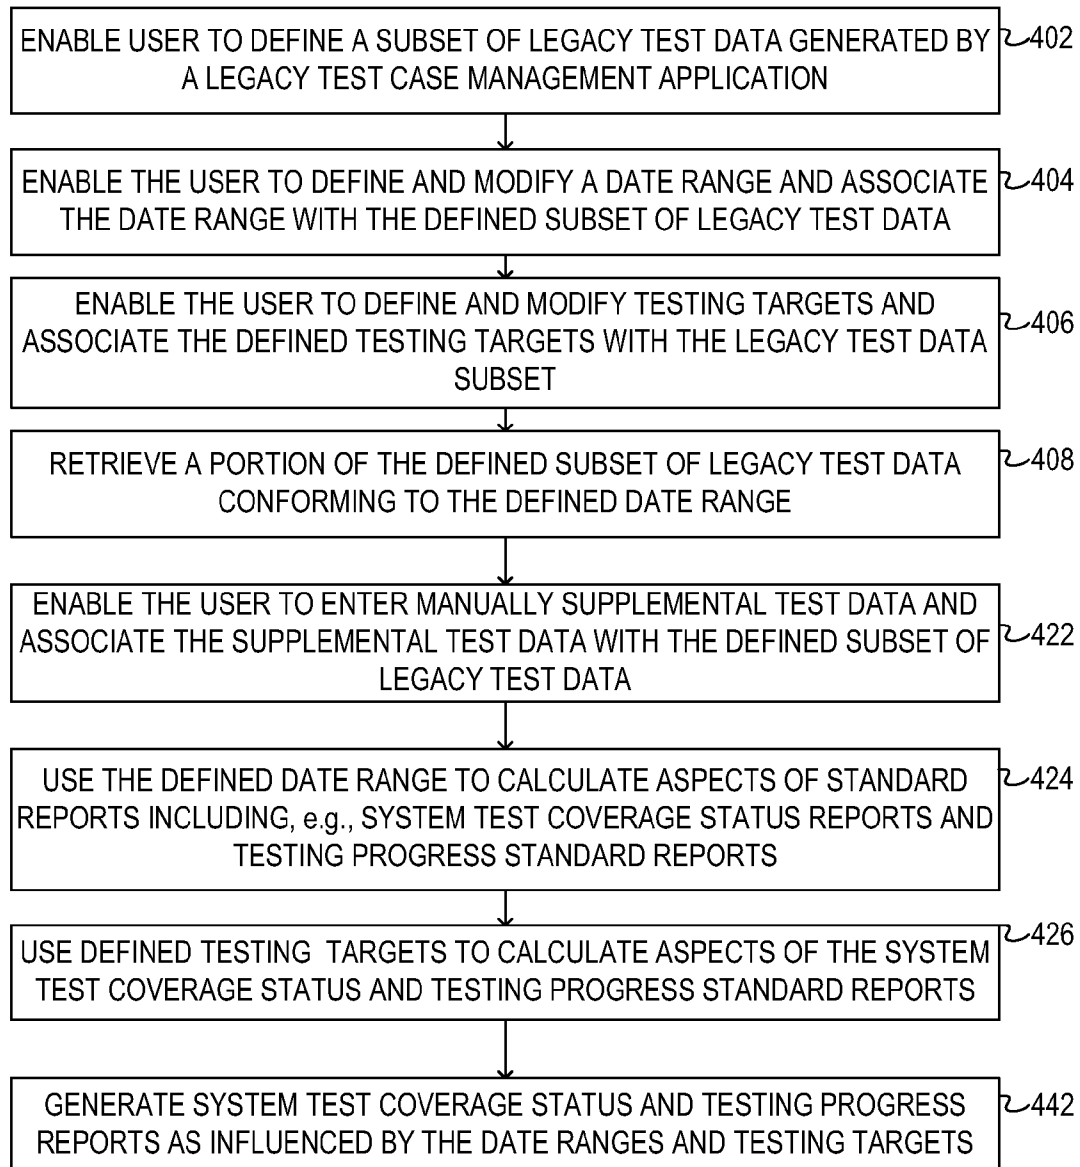 ENABLE USER TO DEFINE A SUBSET OF LEGACY TEST DATA GENERATED BY
A LEGACY TEST CASE MANAGEMENT APPLICATION
402
ENABLE THE USER TO DEFINE AND MODIFY A DATE RANGE AND ASSOCIATE
THE DATE RANGE WITH THE DEFINED SUBSET OF LEGACY TEST DATA
404
ENABLE THE USER TO DEFINE AND MODIFY TESTING TARGETS AND
ASSOCIATE THE DEFINED TESTING TARGETS WITH THE LEGACY TEST DATA
SUBSET
406
RETRIEVE A PORTION OF THE DEFINED SUBSET OF LEGACY TEST DATA
CONFORMING TO THE DEFINED DATE RANGE
408
ENABLE THE USER TO ENTER MANUALLY SUPPLEMENTAL TEST DATA AND
ASSOCIATE THE SUPPLEMENTAL TEST DATA WITH THE DEFINED SUBSET OF
LEGACY TEST DATA
422
USE THE DEFINED DATE RANGE TO CALCULATE ASPECTS OF STANDARD
REPORTS INCLUDING, e.g., SYSTEM TEST COVERAGE STATUS REPORTS AND
TESTING PROGRESS STANDARD REPORTS
424
USE DEFINED TESTING TARGETS TO CALCULATE ASPECTS OF THE SYSTEM
TEST COVERAGE STATUS AND TESTING PROGRESS STANDARD REPORTS
426
GENERATE SYSTEM TEST COVERAGE STATUS AND TESTING PROGRESS
REPORTS AS INFLUENCED BY THE DATE RANGES AND TESTING TARGETS
442